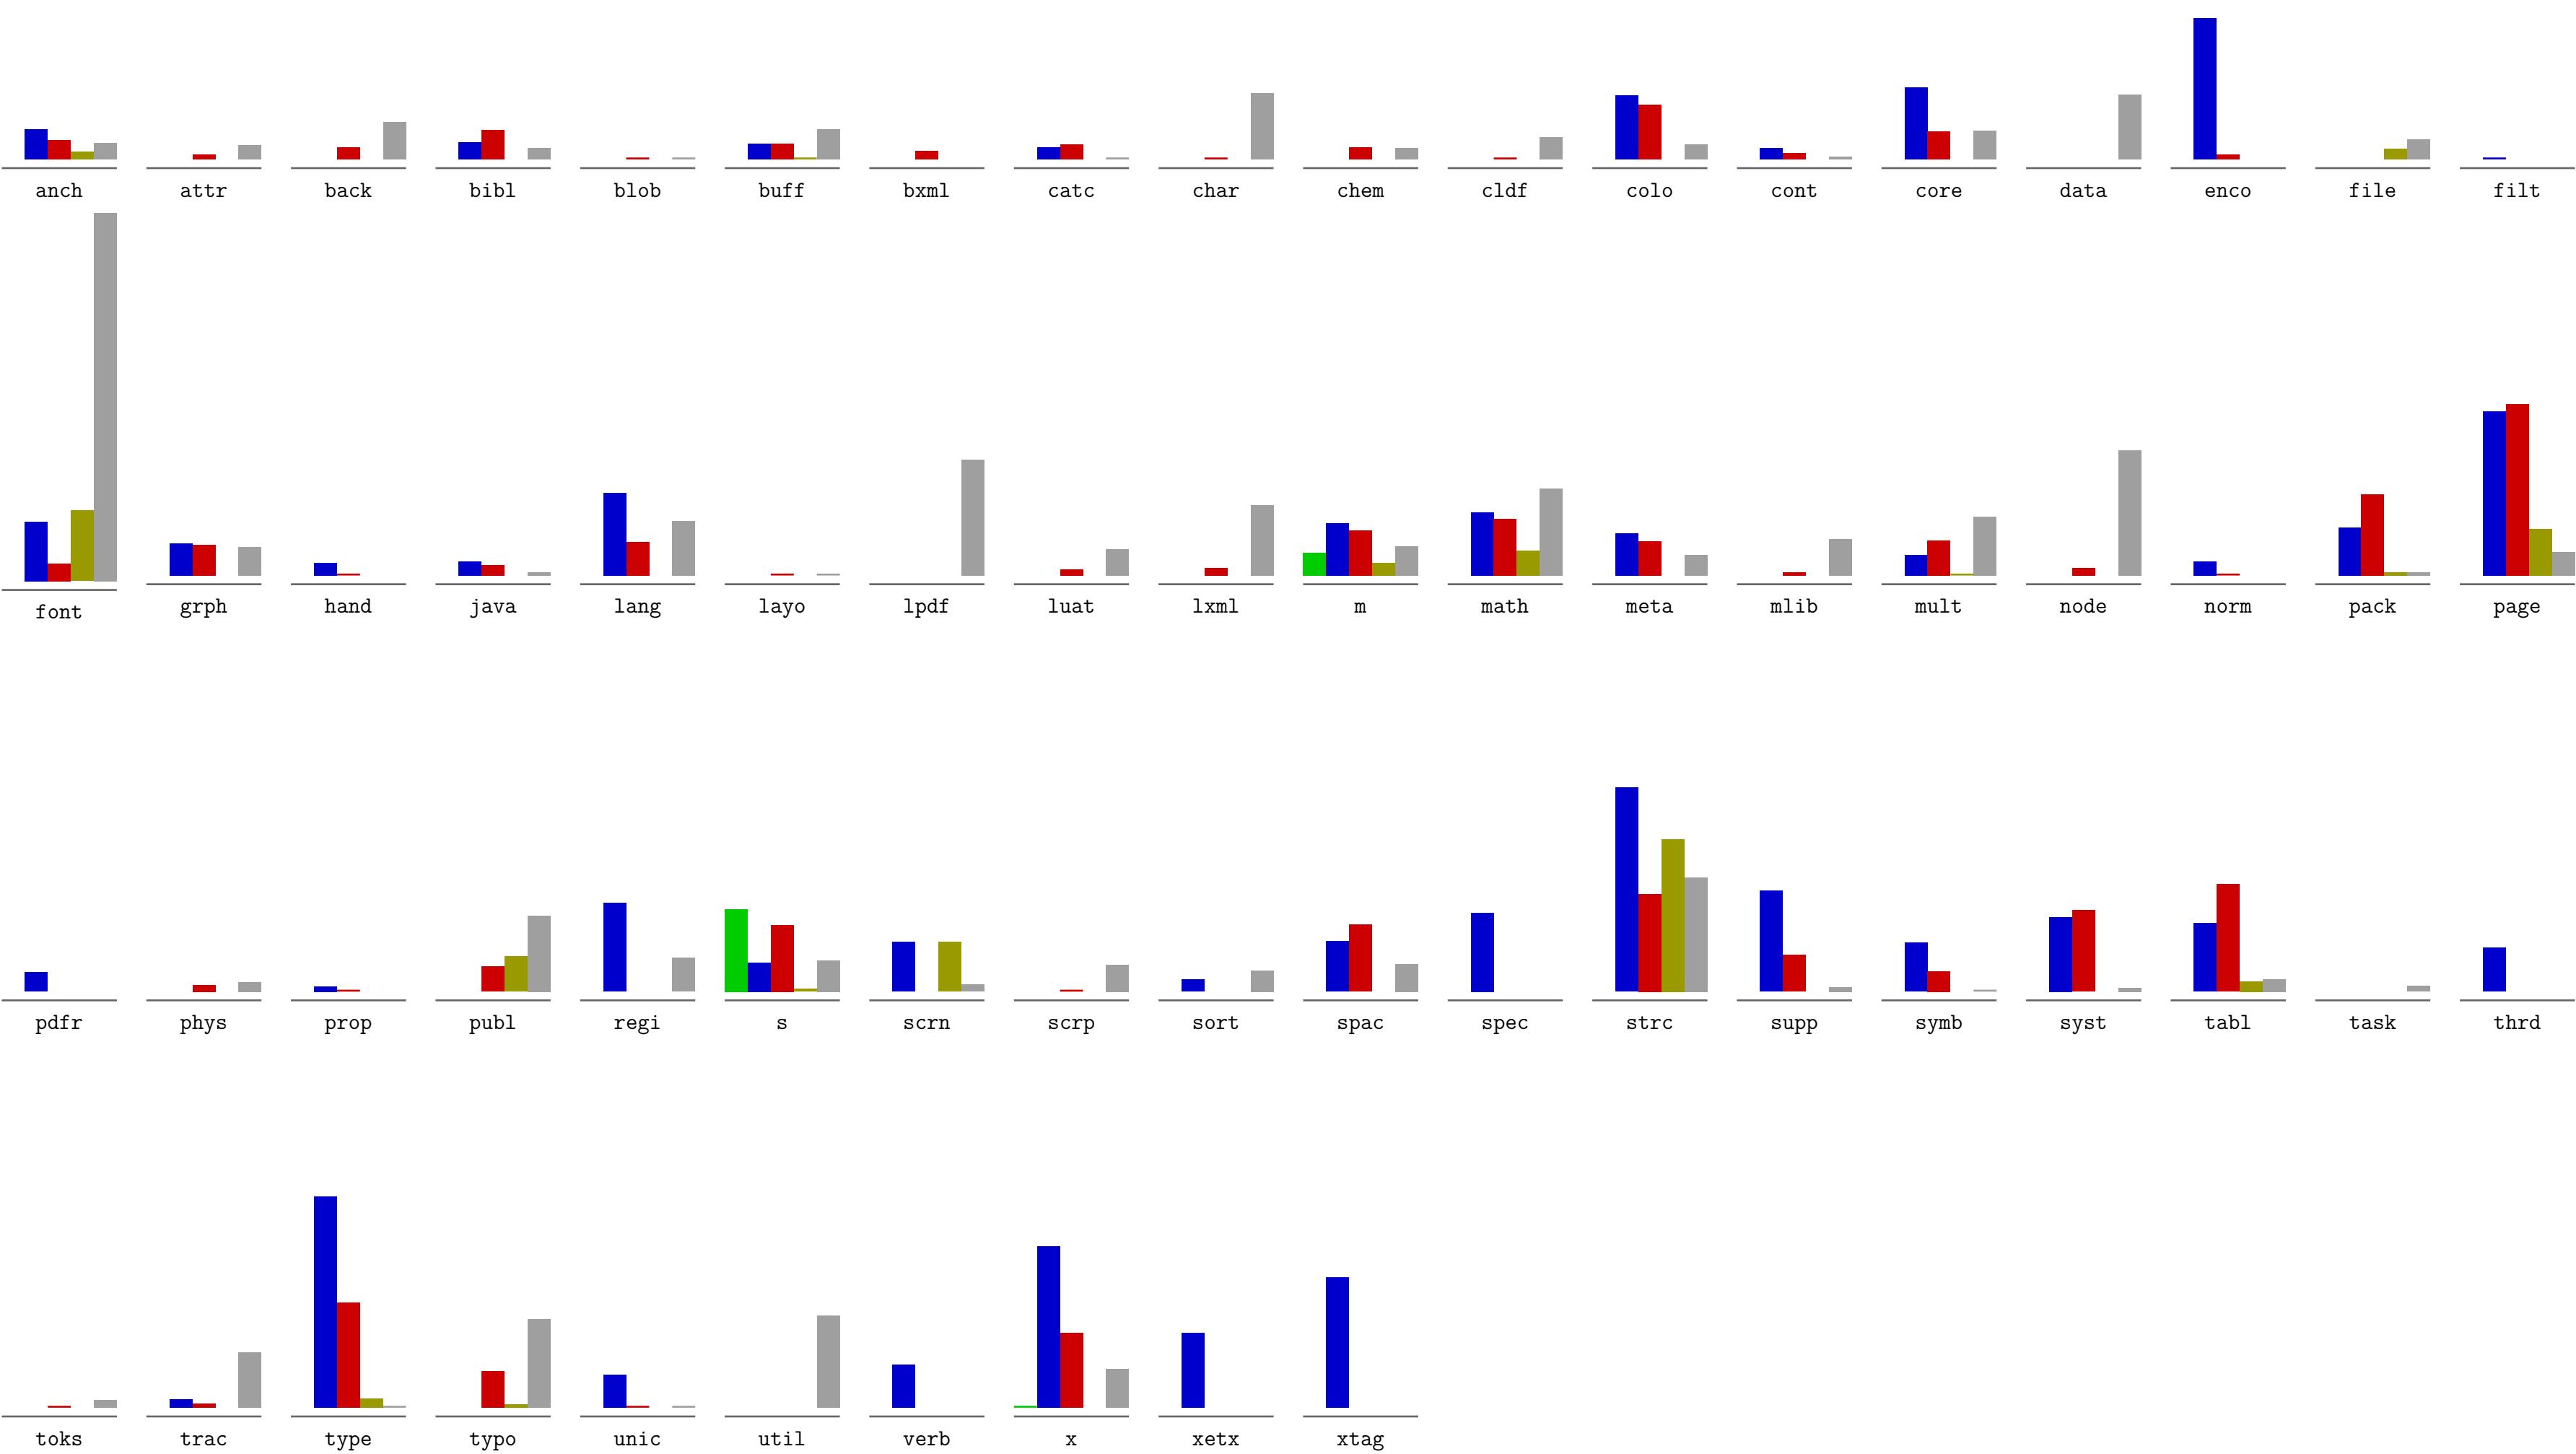 anch attr back bibl blob buff bxml catc char chem cldf colo cont core data enco file filt
font grph hand java lang layo lpdf luat lxml m math meta mlib mult node norm pack page
pdfr phys prop publ regi s scrn scrp sort spac spec strc supp symb syst tabl task thrd
toks trac type typo unic util verb x xetx xtag